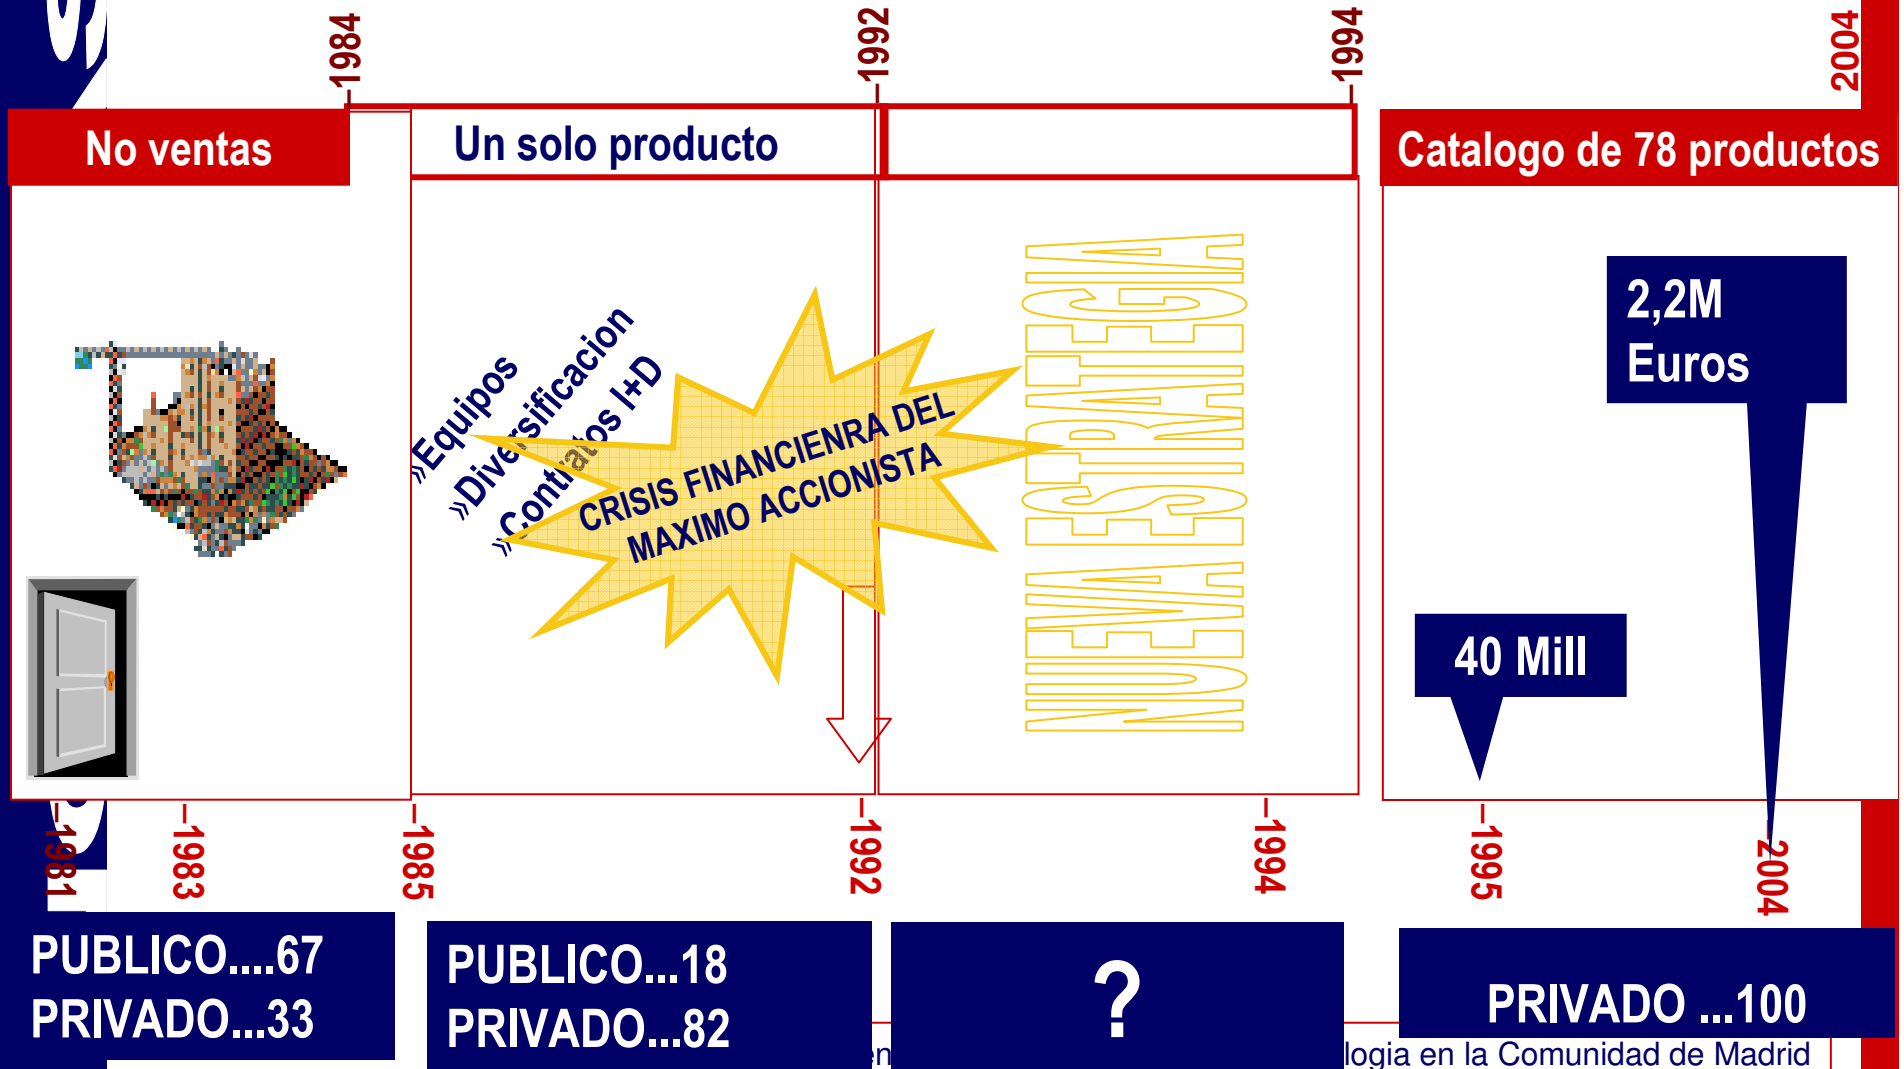 –1984
–1992
–1994
2004
No ventas
Un solo producto
Catalogo de 78 productos
»Equipos
»Diversificacion
»Contratos I+D
CRISIS FINANCIENRA DEL
MAXIMO ACCIONISTA
NUEVA ESTRATEGIA
2,2M
Euros
40 Mill
–1981
–1983
–1985
–1992
–1994
–1995
–2004
PUBLICO....67
PRIVADO...33
PUBLICO...18
PRIVADO...82
?
PRIVADO ...100
en la Comunidad de Madrid